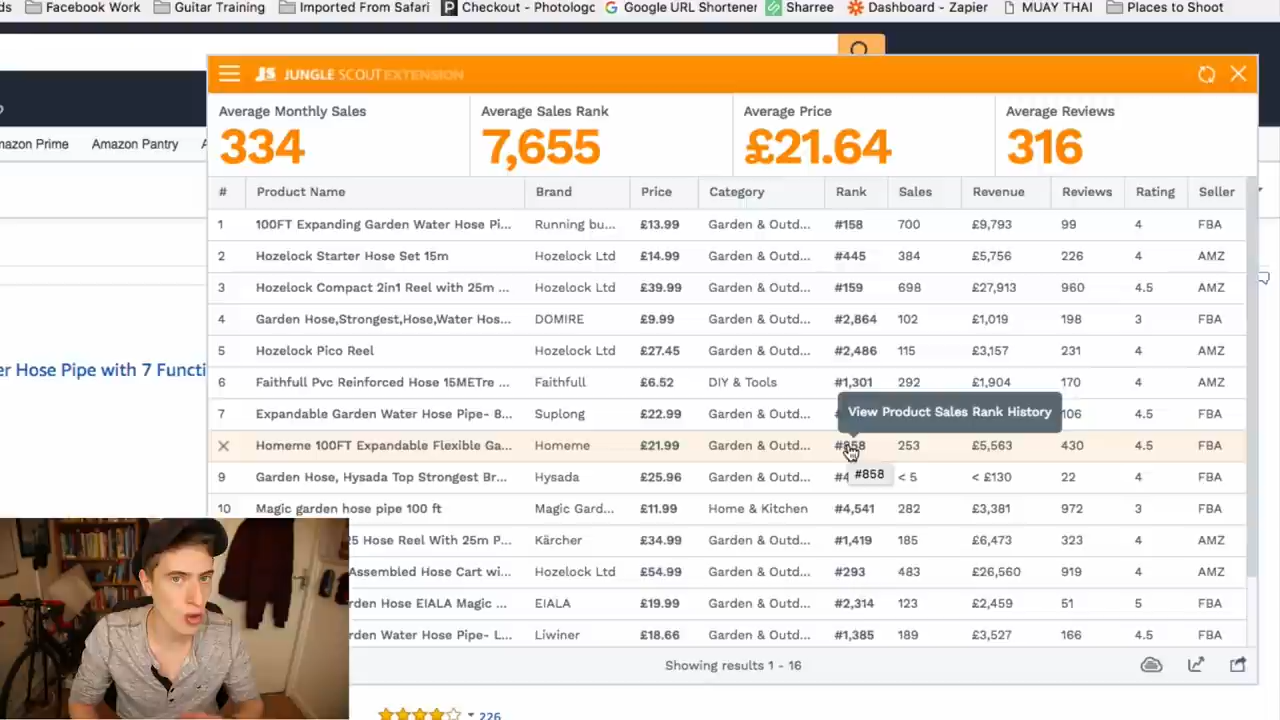 ds Facebook Work Guitar Training Imported From Safari P Checkout - Photologc G Google URL Shortener Sharree Dashboard - Zapier MUAY THAI Places to Shoot
JS JUNGLE SCOUT EXTENSION
Average Monthly Sales Average Sales Rank Average Price Average Reviews
334 7,655 £21.64 316
mazon Prime Amazon Pantry
# Product Name Brand Price Category Rank Sales Revenue Reviews Rating Seller
1 100FT Expanding Garden Water Hose Pi... Running bu... £13.99 Garden & Outd... #158 700 £9,793 99 4 FBA
2 Hozelock Starter Hose Set 15m Hozelock Ltd £14.99 Garden & Outd... #445 384 £5,756 226 4 AMZ
3 Hozelock Compact 2in1 Reel with 25m ... Hozelock Ltd £39.99 Garden & Outd... #159 698 £27,913 960 4.5 AMZ
4 Garden Hose,Strongest,Hose,Water Hos... DOMIRE £9.99 Garden & Outd... #2,864 102 £1,019 198 3 FBA
5 Hozelock Pico Reel Hozelock Ltd £27.45 Garden & Outd... #2,486 115 £3,157 231 4 AMZ
er Hose Pipe with 7 Functi
6 Faithfull Pvc Reinforced Hose 15METre ... Faithfull £6.52 DIY & Tools #1,301 292 £1,904 170 4 AMZ
7 Expandable Garden Water Hose Pipe- 8... Suplong £22.99 Garden & Outd... 106 4.5 FBA
View Product Sales Rank History
Homeme 100FT Expandable Flexible Ga... Homeme £21.99 Garden & Outd... #858 253 £5,563 430 4.5 FBA
#858
9 Garden Hose, Hysada Top Strongest Br... Hysada £25.96 Garden & Outd... #4 < 5 < £130 22 4 FBA
10 Magic garden hose pipe 100 ft Magic Gard... £11.99 Home & Kitchen #4,541 282 £3,381 972 3 FBA
5 Hose Reel With 25m P... Kärcher £34.99 Garden & Outd... #1,419 185 £6,473 323 4 AMZ
Assembled Hose Cart wi... Hozelock Ltd £54.99 Garden & Outd... #293 483 £26,560 919 4 AMZ
rden Hose EIALA Magic ... EIALA £19.99 Garden & Outd... #2,314 123 £2,459 51 5 FBA
rden Water Hose Pipe- L... Liwiner £18.66 Garden & Outd... #1,385 189 £3,527 166 4.5 FBA
Showing results 1 - 16
226